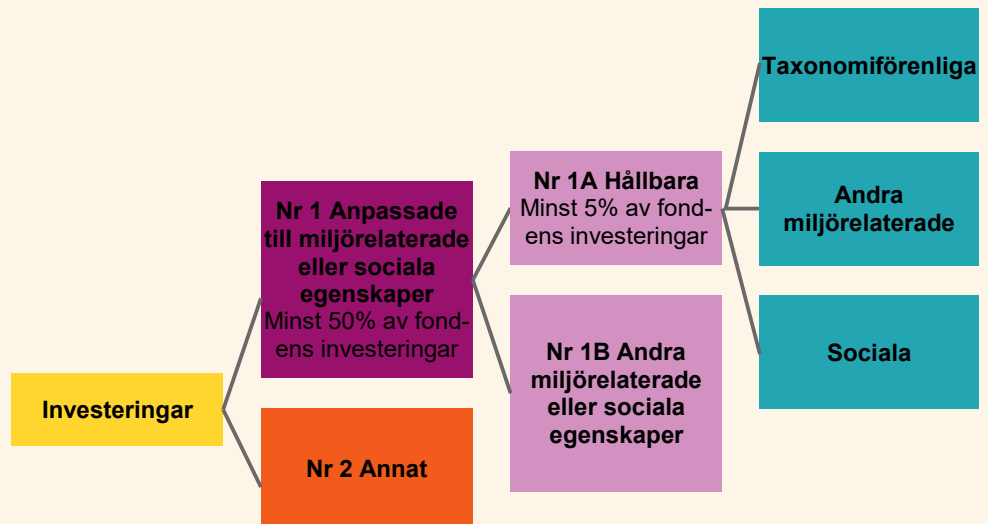 Investeringar
Nr 1 Anpassade
till miljörelaterade
eller sociala
egenskaper
Minst 50% av fond-
ens investeringar
Nr 2 Annat
Nr 1A Hållbara
Minst 5% av fond-
ens investeringar
Nr 1B Andra
miljörelaterade
eller sociala
egenskaper
Taxonomiförenliga
Andra
miljörelaterade
Sociala